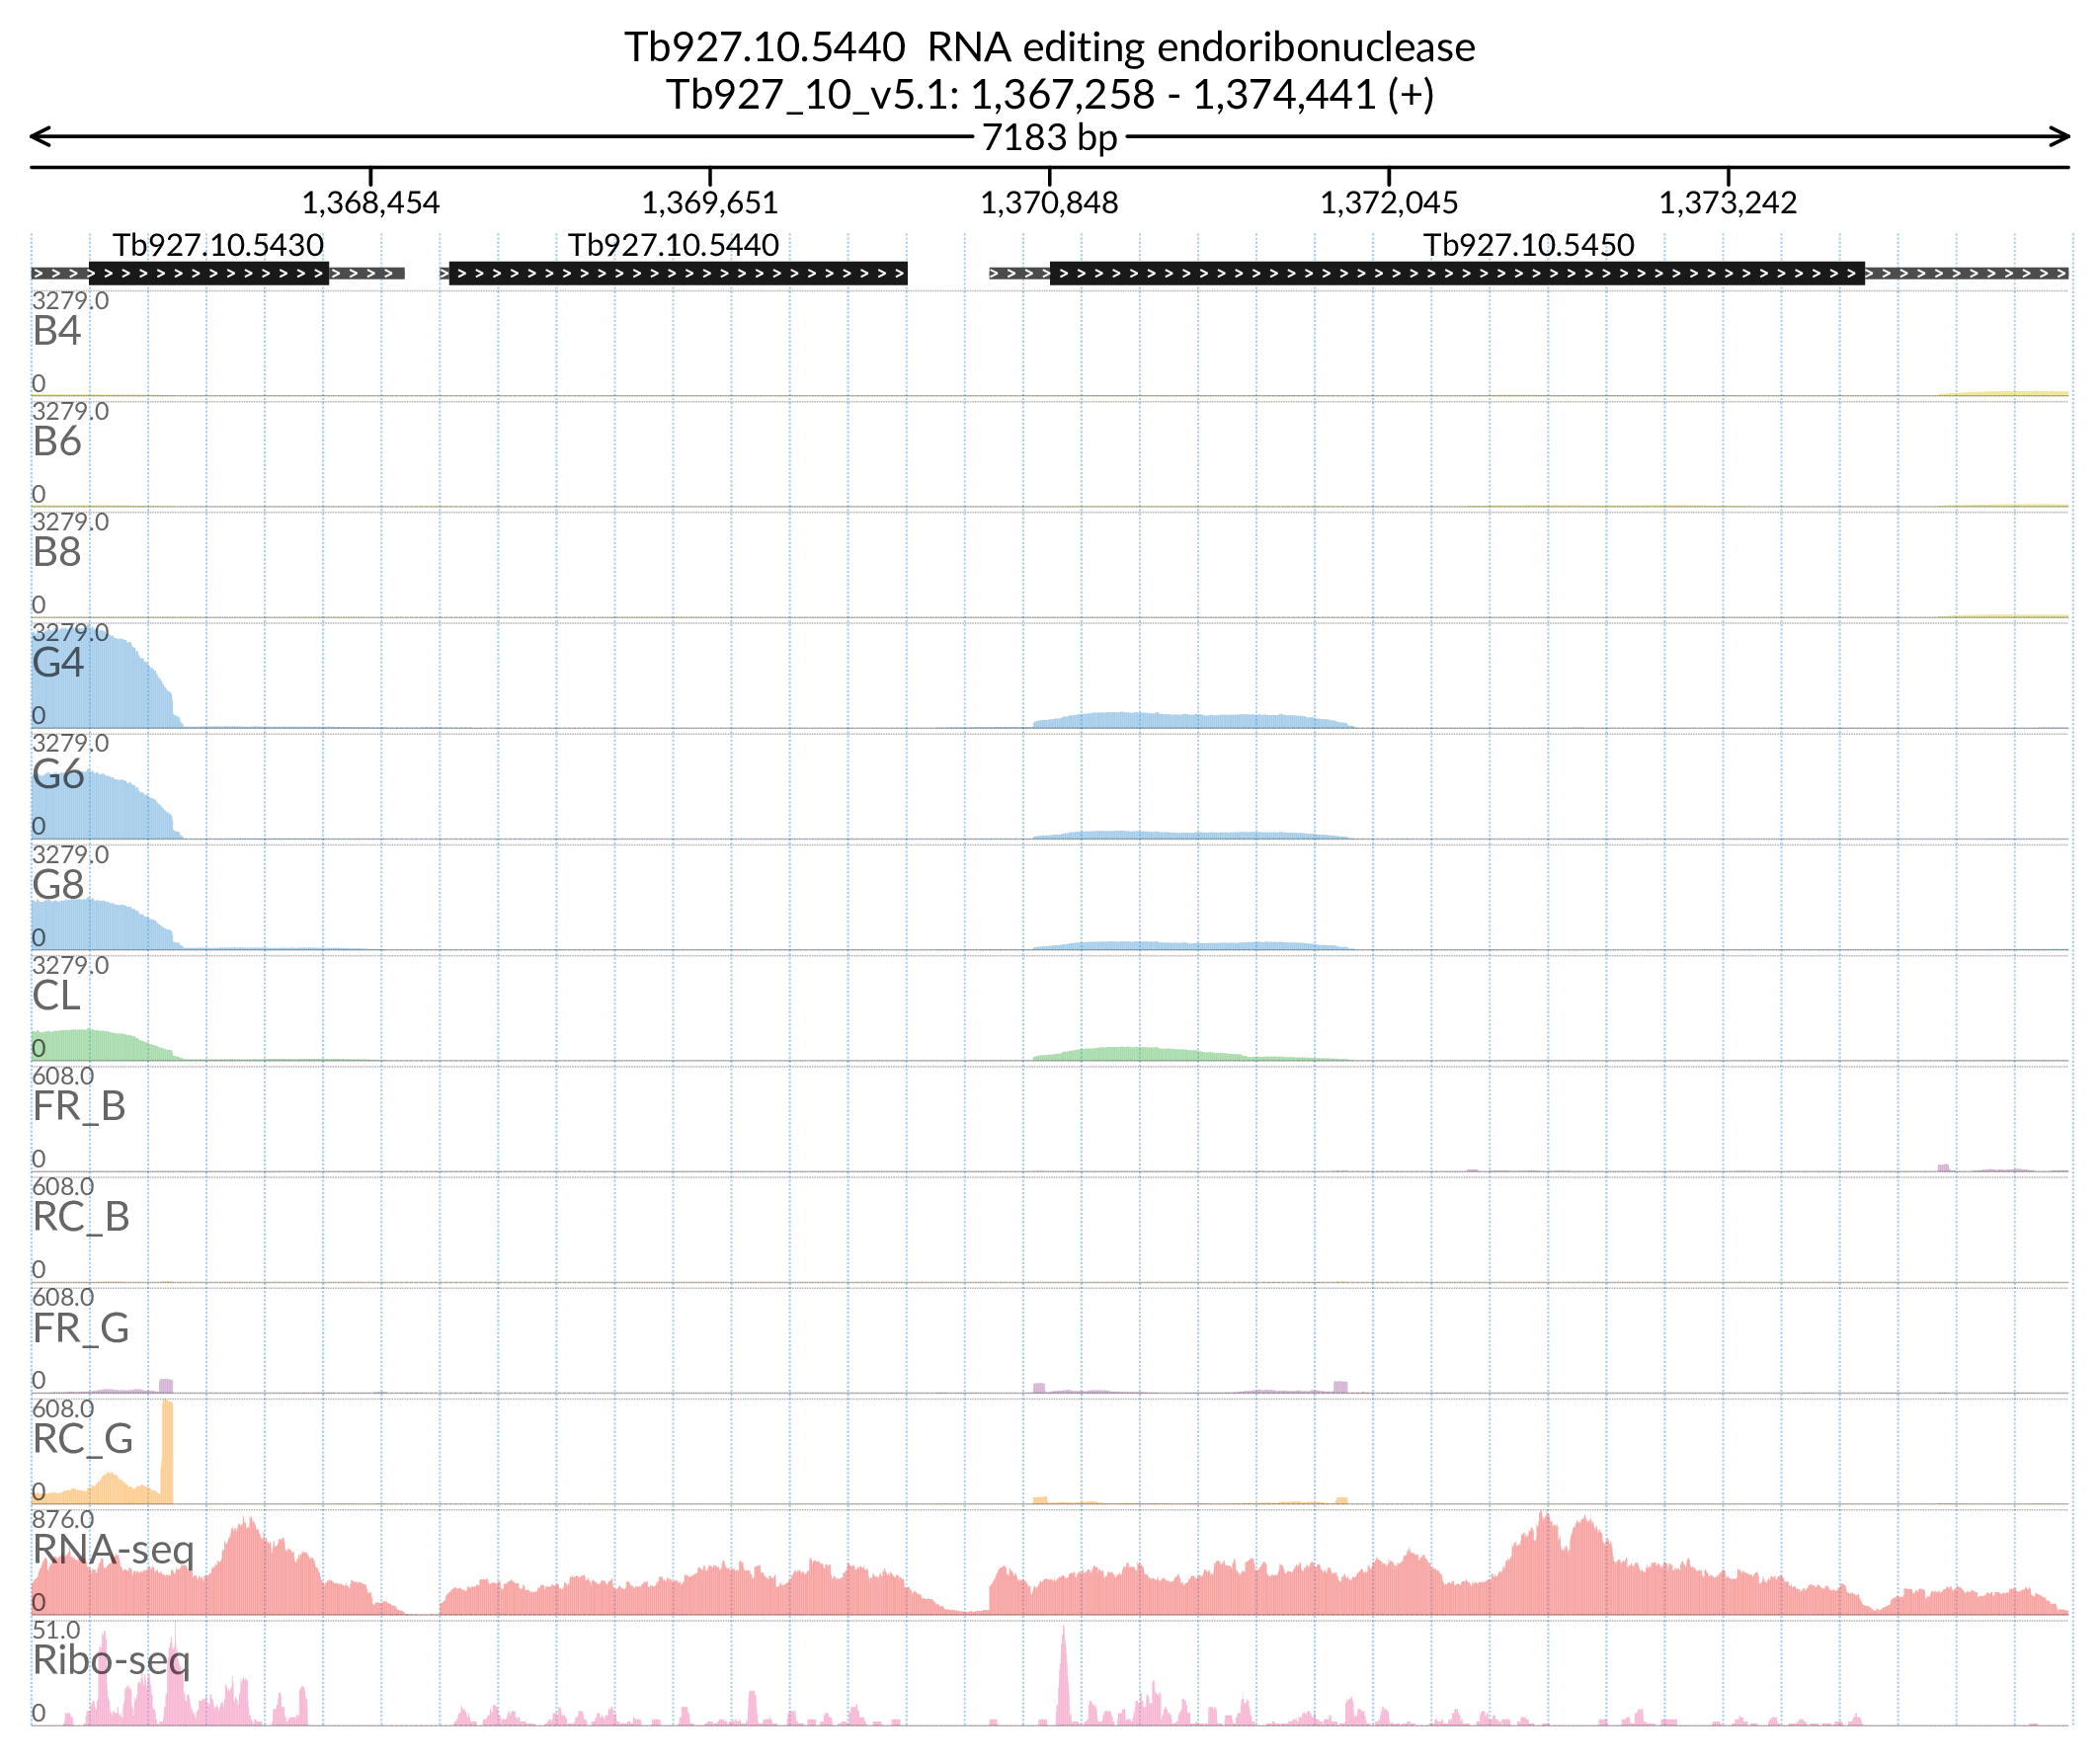 Tb927.10.5440  RNA editing endoribonuclease
Tb927_10_v5.1: 1,367,258 - 1,374,441 (+)
7183 bp
1,368,454 1,369,651 1,370,848 1,372,045 1,373,242
Tb927.10.5430 Tb927.10.5440 Tb927.10.5450
3279.0
B4
0
3279.0
B6
0
3279.0
B8
0
3279.0
G4
0
3279.0
G6
0
3279.0
G8
0
3279.0
CL
0
608.0
FR_B
0
608.0
RC_B
0
608.0
FR_G
0
608.0
RC_G
0
876.0
RNA-seq
0
51.0
Ribo-seq
0